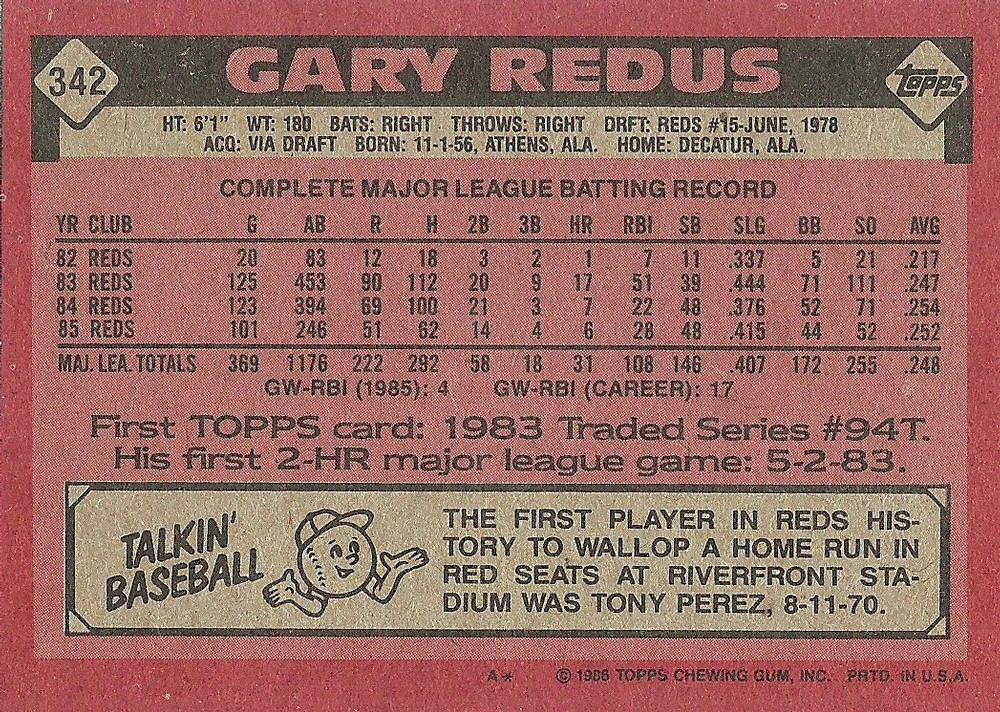 342
GARY REDUS
TOPPS
HT: 6'1" WT: 180 BATS: RIGHT THROWS: RIGHT DRFT: REDS #15-JUNE, 1978
ACQ: VIA DRAFT BORN: 11-1-56, ATHENS, ALA. HOME: DECATUR, ALA.
COMPLETE MAJOR LEAGUE BATTING RECORD
YR CLUB G AB R H 2B 3B HR RBI SB SLG BB SO AVG
82 REDS 20 83 12 18 3 2 1 7 11 .337 5 21 .217
83 REDS 125 453 90 112 20 9 17 51 39 .444 71 111 .247
84 REDS 123 394 69 100 21 3 7 22 48 .376 52 71 .254
85 REDS 101 246 51 62 14 4 6 28 48 .415 44 52 .252
MAJ. LEA. TOTALS 369 1176 222 292 58 18 31 108 146 .407 172 255 .248
GW-RBI (1985): 4 GW-RBI (CAREER): 17
First TOPPS card: 1983 Traded Series #94T.
His first 2-HR major league game: 5-2-83.
TALKIN'
BASEBALL
THE FIRST PLAYER IN REDS HIS-
TORY TO WALLOP A HOME RUN IN
RED SEATS AT RIVERFRONT STA-
DIUM WAS TONY PEREZ, 8-11-70.
A* © 1986 TOPPS CHEWING GUM, INC. PRTD. IN U.S.A.